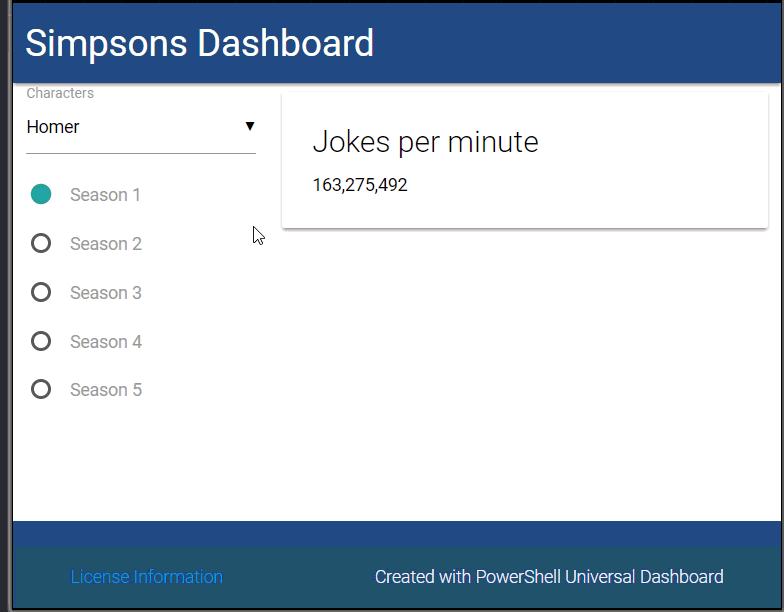 Simpsons Dashboard
Characters
Homer
Season 1
Season 2
Season 3
Season 4
Season 5
Jokes per minute
163,275,492
License Information
Created with PowerShell Universal Dashboard